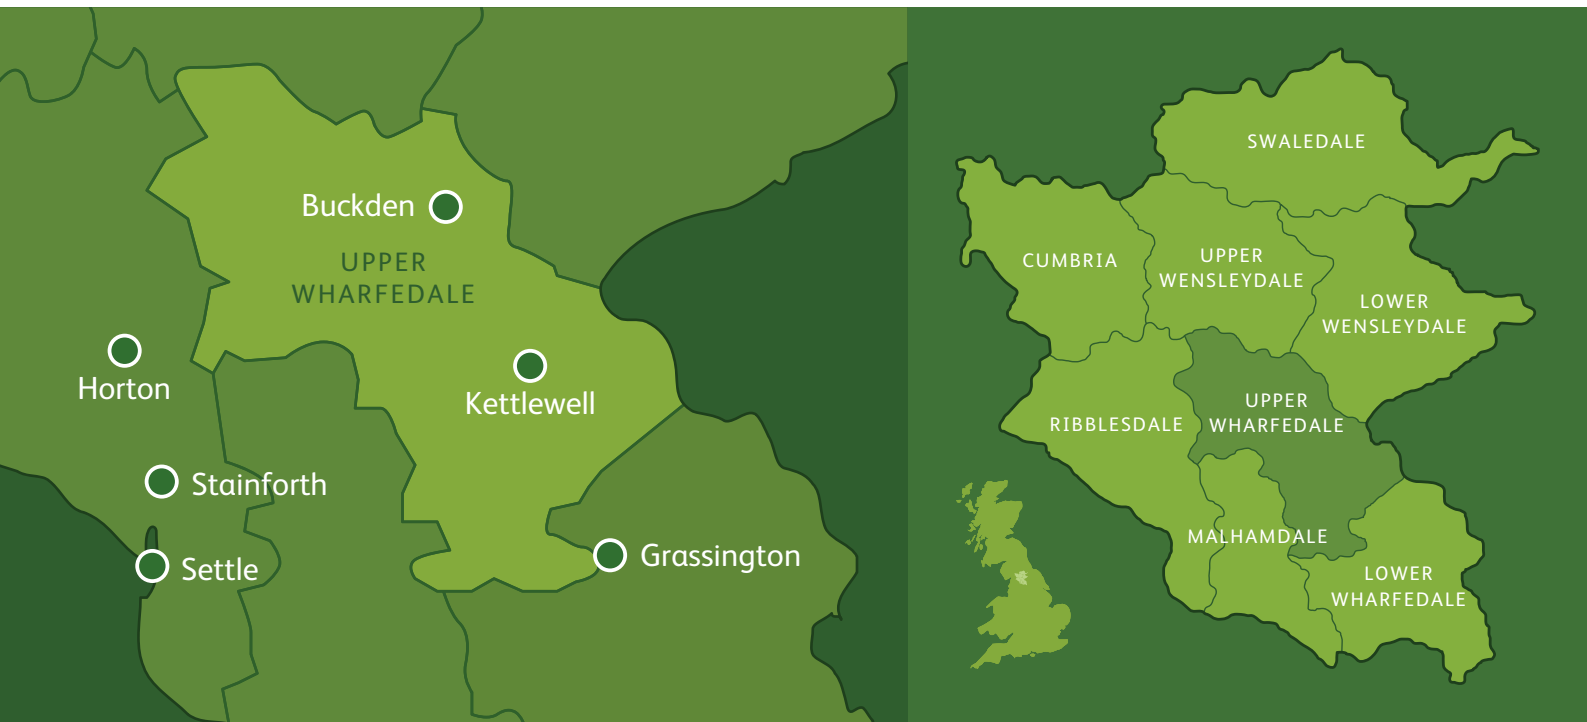 Buckden
UPPER
WHARFEDALE
Horton
Kettlewell
Stainforth
Settle
Grassington
SWALEDALE
CUMBRIA
UPPER
WENSLEYDALE
LOWER
WENSLEYDALE
UPPER
WHARFEDALE
RIBBLESDALE
MALHAMDALE
LOWER
WHARFEDALE